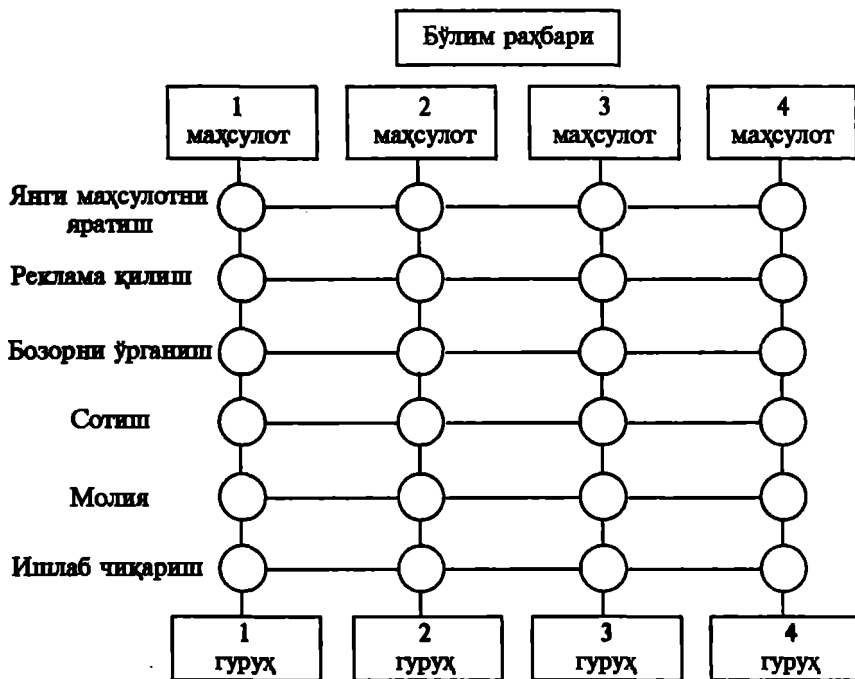 Бўлим раҳбари
1 2 3 4
маҳсулот маҳсулот маҳсулот маҳсулот
Янги маҳсулотни
яратиш
Реклама қилиш
Бозорни ўрганиш
Сотиш
Молия
Ишлаб чиқариш
1 2 3 4
гуруҳ гуруҳ гуруҳ гуруҳ